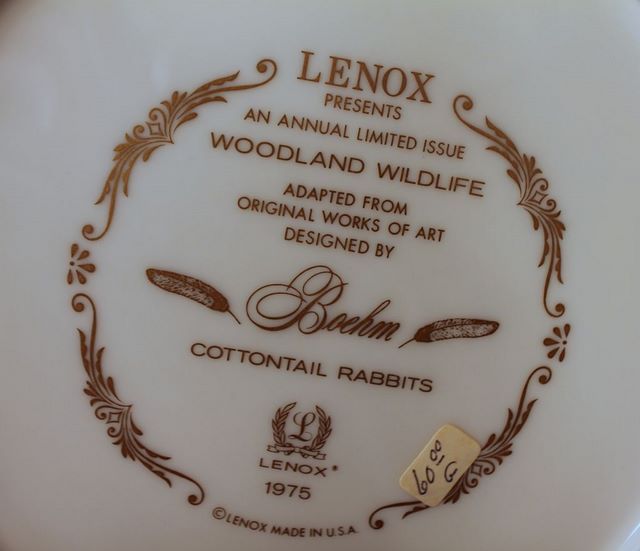 LENOX
PRESENTS
AN ANNUAL LIMITED ISSUE
WOODLAND WILDLIFE
ADAPTED FROM
ORIGINAL WORKS OF ART
DESIGNED BY
Boehm
COTTONTAIL RABBITS
L
LENOX®
1975
©LENOX MADE IN U.S.A.